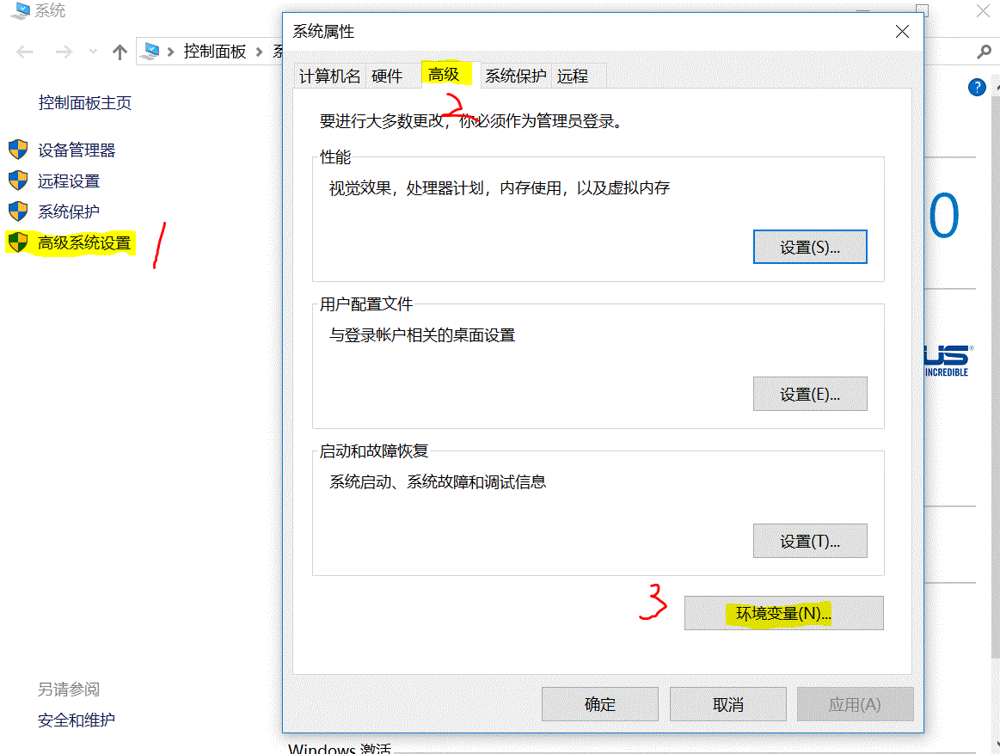 系统
控制面板 系
控制面板主页
设备管理器
远程设置
系统保护
高级系统设置
1
另请参阅
安全和维护
系统属性
计算机名 硬件 高级 系统保护 远程
2
要进行大多数更改，你必须作为管理员登录。
性能
视觉效果，处理器计划，内存使用，以及虚拟内存
设置(S)...
用户配置文件
与登录帐户相关的桌面设置
设置(E)...
启动和故障恢复
系统启动、系统故障和调试信息
设置(T)...
3
环境变量(N)...
确定 取消 应用(A)
?
0
US
INCREDIBLE
Windows 激活